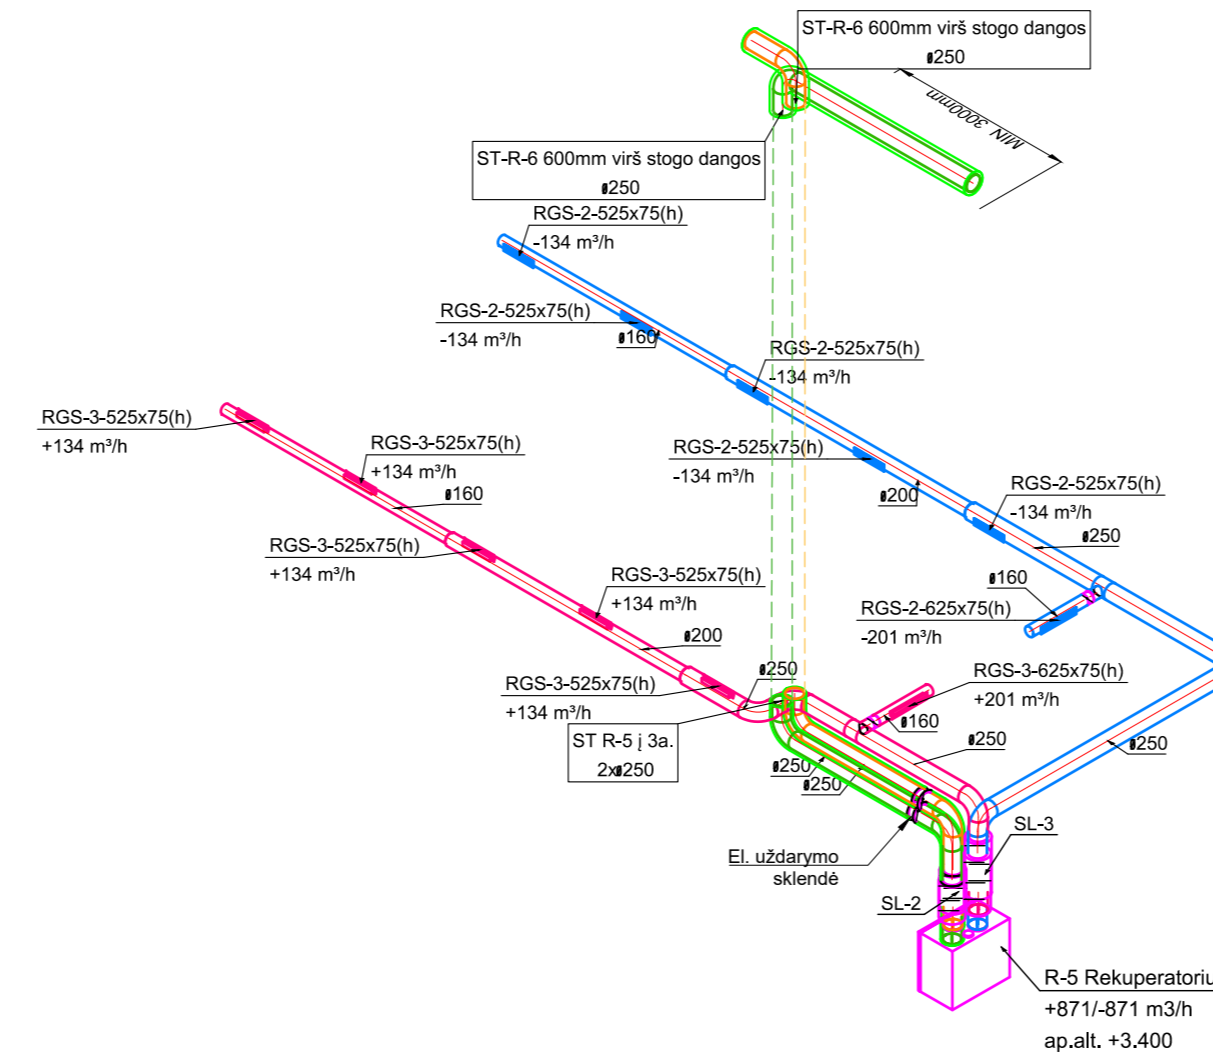 ST-R-6 600mm virš stogo dangos
ø250
MIN 3000mm
ST-R-6 600mm virš stogo dangos
ø250
RGS-2-525x75(h)
-134 m³/h
RGS-2-525x75(h)
-134 m³/h
ø160
RGS-2-525x75(h)
-134 m³/h
RGS-3-525x75(h)
+134 m³/h
RGS-3-525x75(h)
+134 m³/h
ø160
RGS-2-525x75(h)
-134 m³/h
ø200
RGS-2-525x75(h)
-134 m³/h
ø250
RGS-3-525x75(h)
+134 m³/h
RGS-3-525x75(h)
+134 m³/h
ø200
ø160
RGS-2-625x75(h)
-201 m³/h
RGS-3-525x75(h)
+134 m³/h
ø250
RGS-3-625x75(h)
+201 m³/h
ø160
ST R-5 į 3a.
2xø250
ø250
ø250
ø250
ø250
El. uždarymo
sklendė
SL-3
SL-2
R-5 Rekuperatoriu
+871/-871 m3/h
ap.alt. +3.400